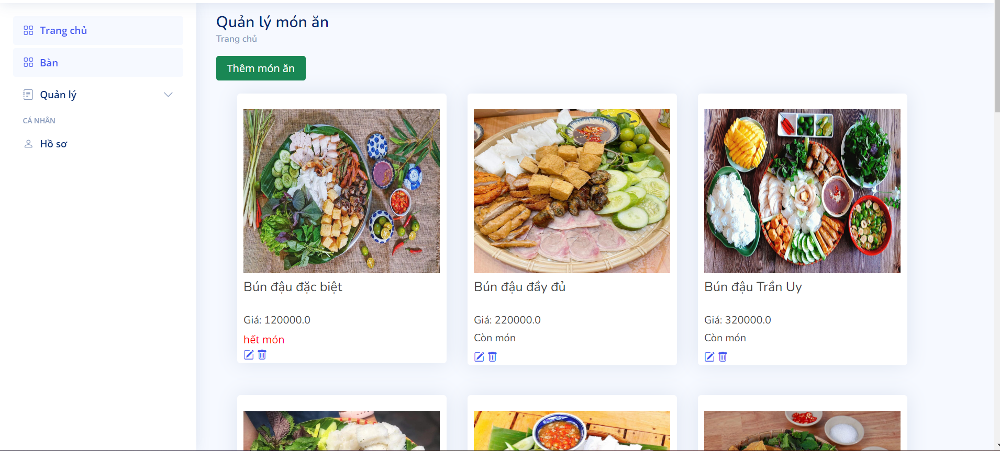 Trang chủ
Bàn
Quản lý
CÁ NHÂN
Hồ sơ
Quản lý món ăn
Trang chủ
Thêm món ăn
Bún đậu đặc biệt
Giá: 120000.0
hết món
Bún đậu đầy đủ
Giá: 220000.0
Còn món
Bún đậu Trần Uy
Giá: 320000.0
Còn món